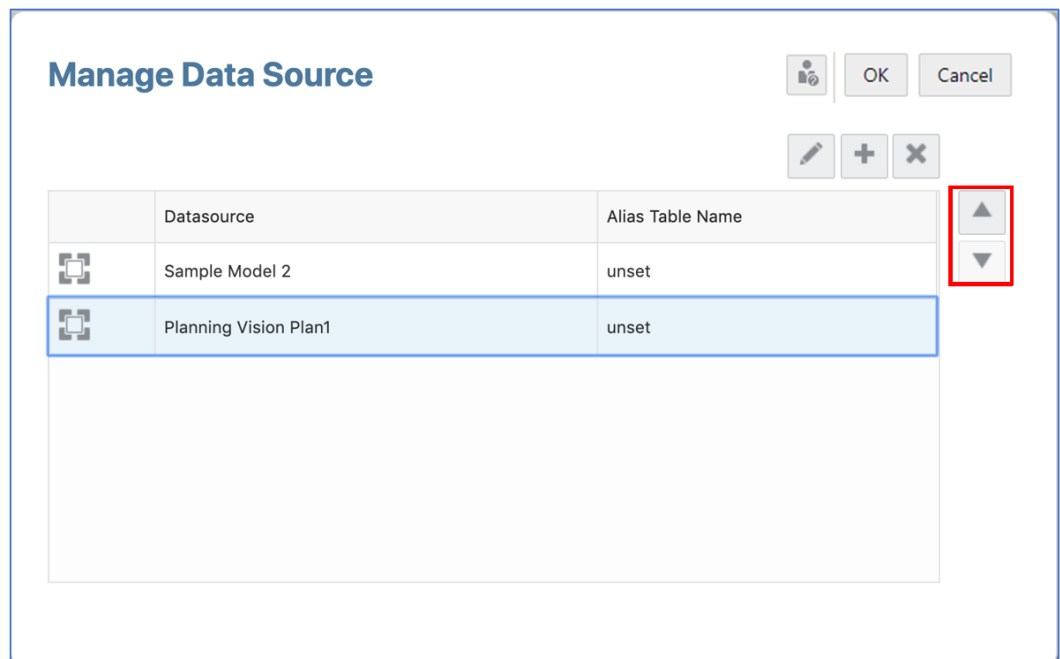 Manage Data Source
OK
Cancel
Datasource
Alias Table Name
Sample Model 2
unset
Planning Vision Plan1
unset